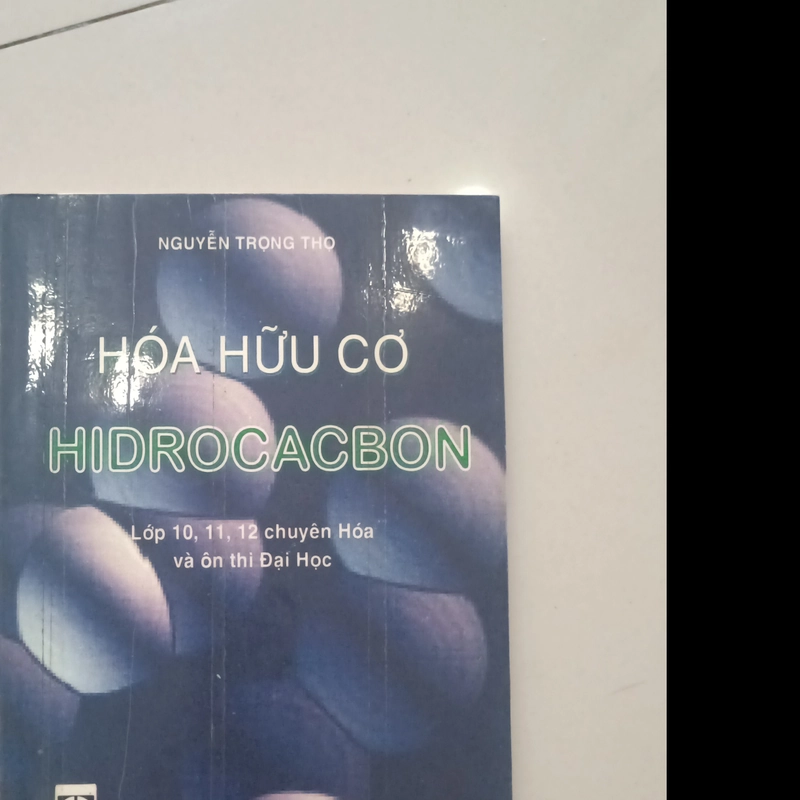 NGUYỄN TRỌNG THỌ
HÓA HỮU CƠ
HIDROCACBON
Lớp 10, 11, 12 chuyên Hóa
và ôn thi Đại Học